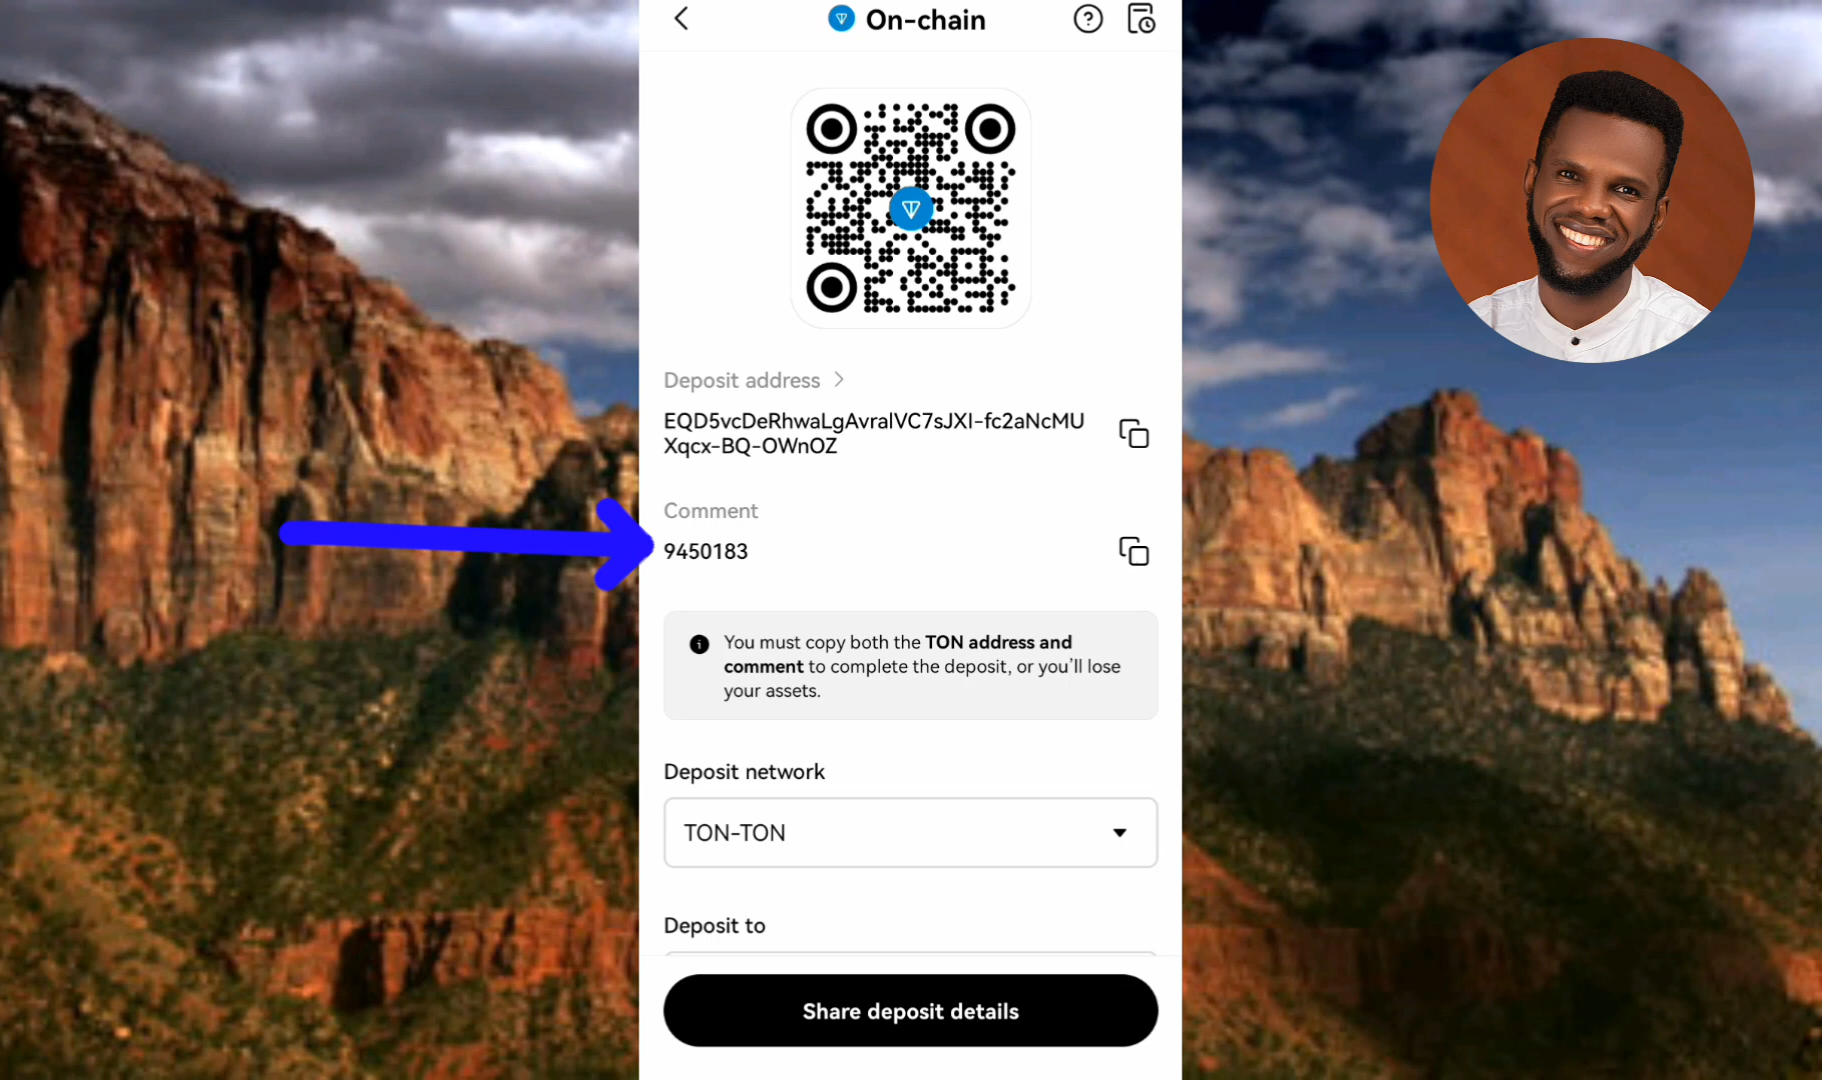 On-chain
Deposit address
EQD5vcDeRhwaLgAvralVC7sJXI-fc2aNcMU
Xqcx-BQ-OWnOZ
Comment
9450183
You must copy both the TON address and
comment to complete the deposit, or you'll lose
your assets.
Deposit network
TON-TON
Deposit to
Share deposit details